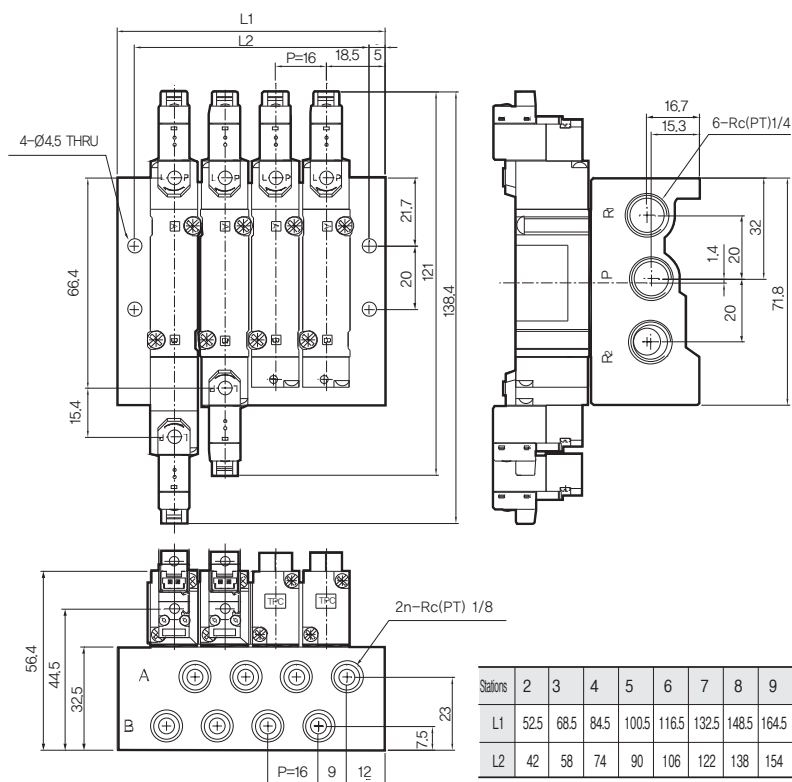 L1
L2
P=16
18.5
5
4-Ø4.5 THRU
L P
L P
L P
L P
66.4
15.4
21.7
20
121
138.4
16.7
15.3
6-Rc(PT)1/4
R1
P
R2
1.4
20
20
32
71.8
TPC
TPC
2n-Rc(PT) 1/8
A
B
56.4
44.5
32.5
P=16
9
12
7.5
23
Stations 2 3 4 5 6 7 8 9
L1 52.5 68.5 84.5 100.5 116.5 132.5 148.5 164.5
L2 42 58 74 90 106 122 138 154